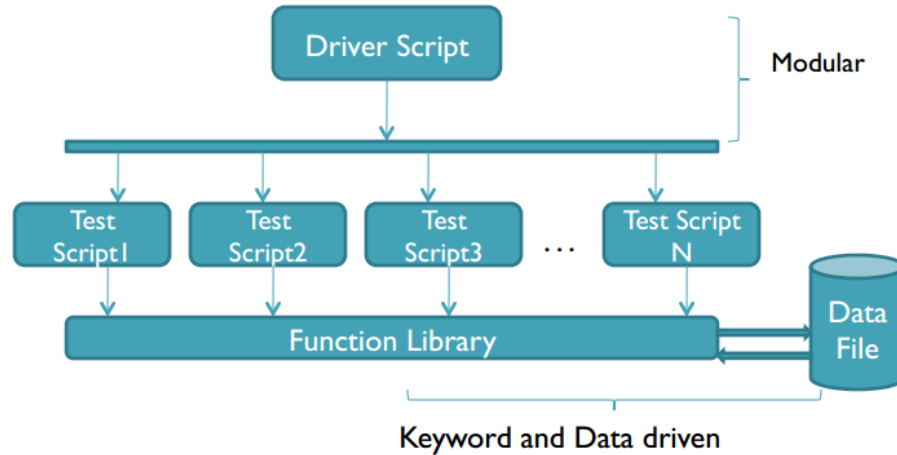 Driver Script
Modular
Test
Script1
Test
Script2
Test
Script3
...
Test Script
N
Function Library
Data
File
Keyword and Data driven